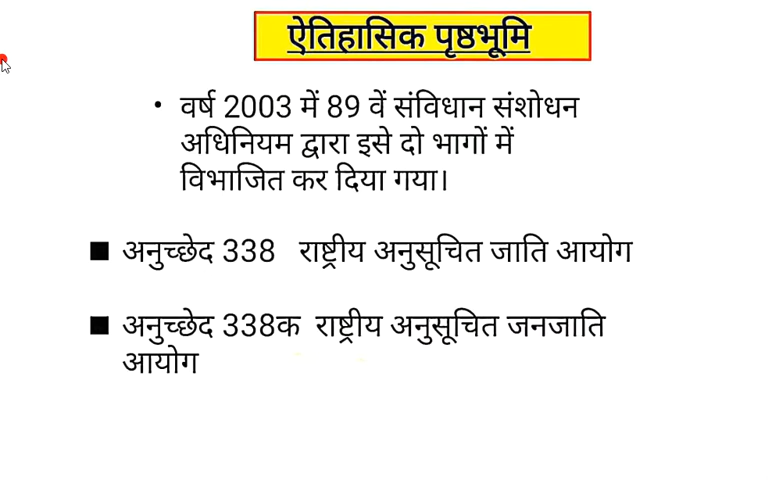 ऐतिहासिक पृष्ठभूमि
• वर्ष 2003 में 89 वें संविधान संशोधन
अधिनियम द्वारा इसे दो भागों में
विभाजित कर दिया गया।
■ अनुच्छेद 338 राष्ट्रीय अनुसूचित जाति आयोग
■ अनुच्छेद 338क राष्ट्रीय अनुसूचित जनजाति
आयोग